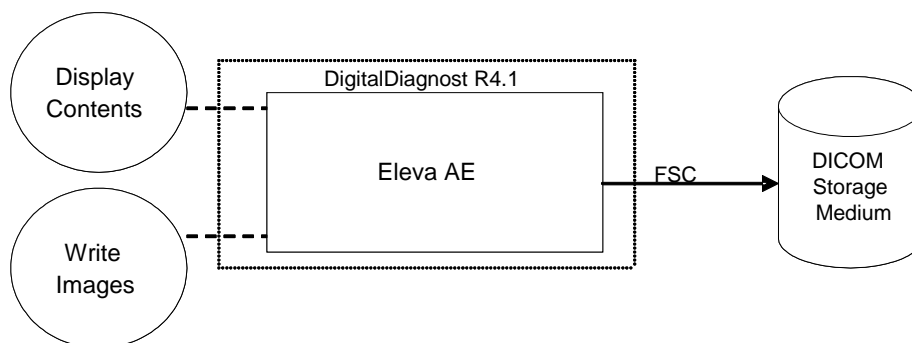 Display
Contents
DigitalDiagnost R4.1
Eleva AE
FSC
DICOM
Storage
Medium
Write
Images